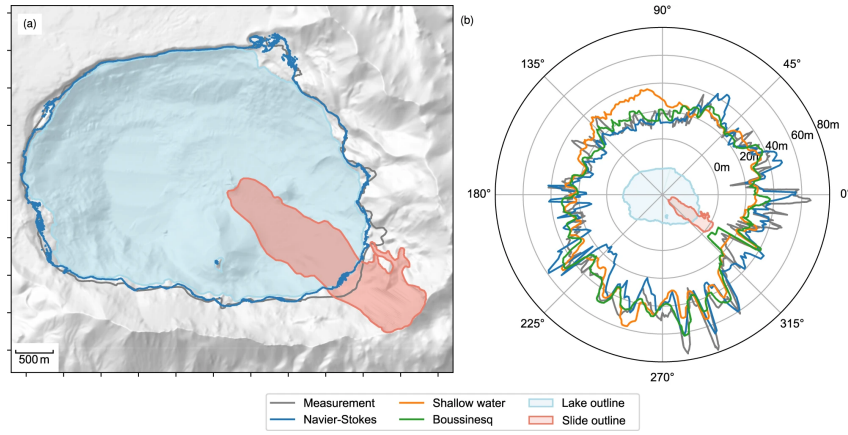 (a)
500 m
(b)
90°
135°
45°
80m
60m
40m
20m
0m
180°
0°
225°
315°
270°
Measurement
Shallow water
Lake outline
Navier-Stokes
Boussinesq
Slide outline